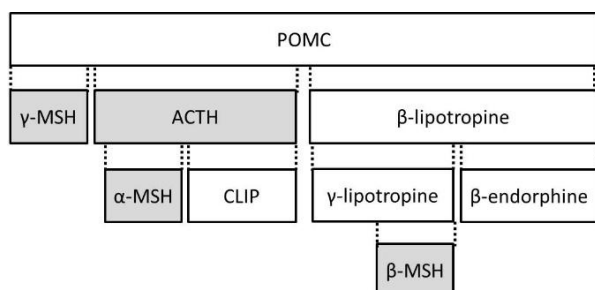 POMC
γ-MSH
ACTH
β-lipotropine
α-MSH
CLIP
γ-lipotropine
β-endorphine
β-MSH